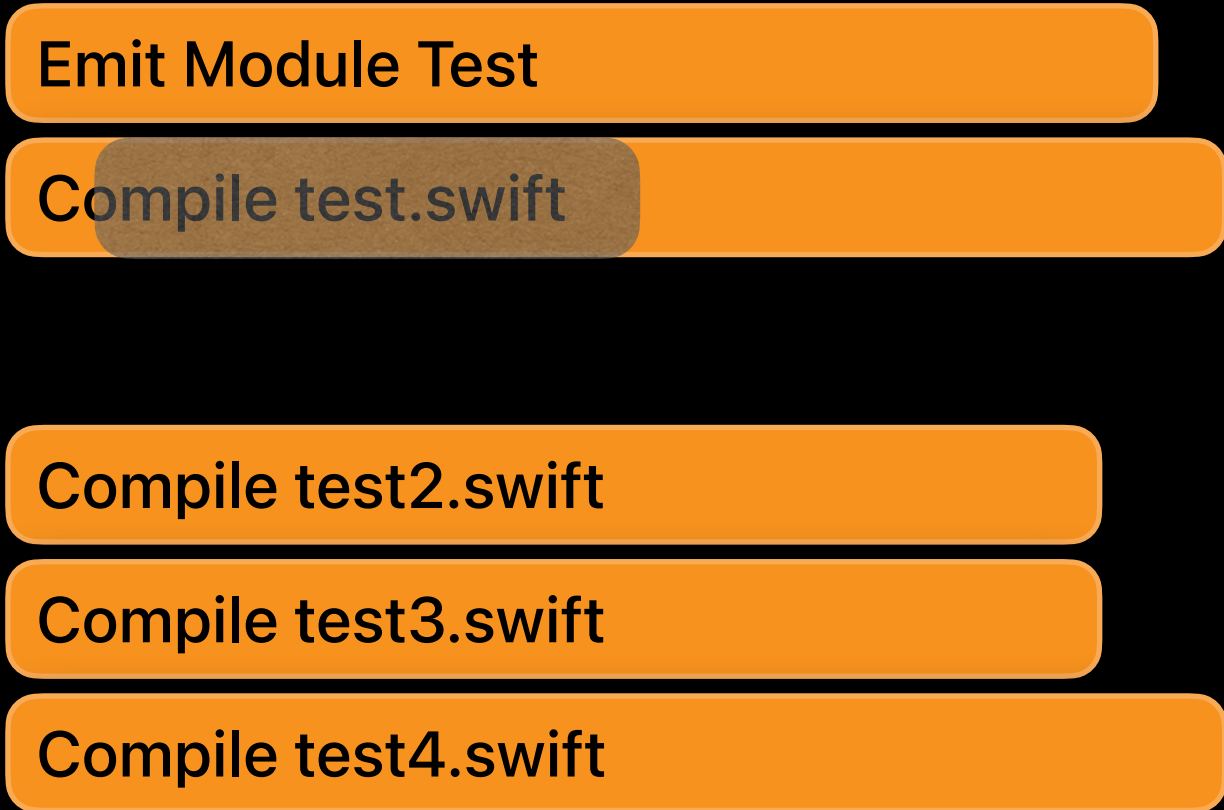 Emit Module Test
Compile test.swift
Compile test2.swift
Compile test3.swift
Compile test4.swift